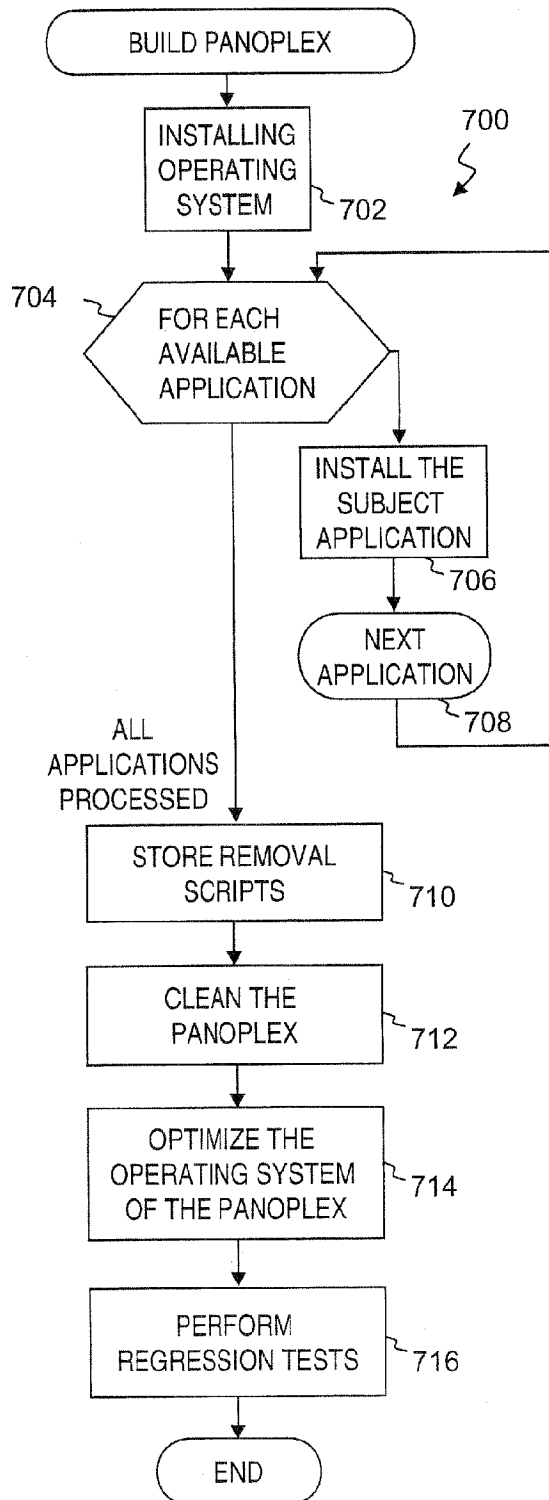 BUILD PANOPLEX
INSTALLING
OPERATING
SYSTEM
702
700
704
FOR EACH
AVAILABLE
APPLICATION
INSTALL THE
SUBJECT
APPLICATION
706
NEXT
APPLICATION
708
ALL
APPLICATIONS
PROCESSED
STORE REMOVAL
SCRIPTS
710
CLEAN THE
PANOPLEX
712
OPTIMIZE THE
OPERATING SYSTEM
OF THE PANOPLEX
714
PERFORM
REGRESSION TESTS
716
END